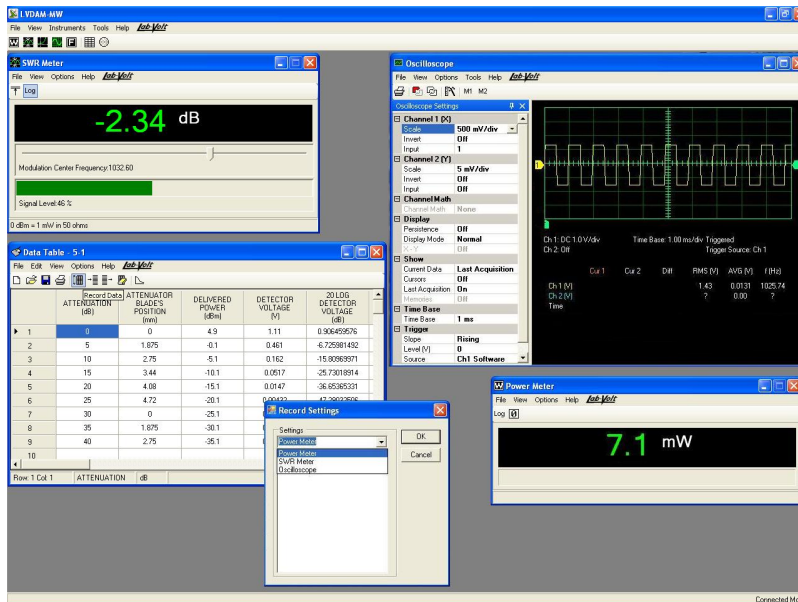 LVDAM-MW
File View Instruments Tools Help Lab-Volt
SWR Meter
File View Options Help Lab-Volt
Log
-2.34 dB
Modulation Center Frequency:1032.60
Signal Level:46 %
0 dBm = 1 mW in 50 ohms
Oscilloscope
File View Options Tools Help Lab-Volt
M1 M2
Oscilloscope Settings
Channel 1 (X)
Scale 500 mV/div
Invert Off
Input 1
Channel 2 (Y)
Scale 5 mV/div
Invert Off
Input Off
Channel Math
Channel Math None
Display
Persistence Off
Display Mode Normal
X-Y Off
Show
Current Data Last Acquisition
Cursors Off
Last Acquisition On
Memories Off
Time Base
Time Base 1 ms
Trigger
Slope Rising
Level (V) 0
Source Ch1 Software
1
2
Ch 1: DC 1.0 V/div Time Base: 1.00 ms/div Triggered
Ch 2: Off Trigger Source: Ch 1
Cur 1 Cur 2 Diff RMS (V) AVG (V) f (Hz)
Ch 1 (V) 1.43 0.0131 1025.74
Ch 2 (V) ? 0.00 ?
Time
Data Table - 5-1
File Edit View Options Help Lab-Volt
Record Data
ATTENUATION (dB) ATTENUATOR BLADE'S POSITION (mm) DELIVERED POWER (dBm) DETECTOR VOLTAGE (V) 20 LOG DETECTOR VOLTAGE (dB)
1 0 0 4.9 1.11 0.906459576
2 5 1.875 -0.1 0.461 -6.725981492
3 10 2.75 -5.1 0.162 -15.80969971
4 15 3.44 -10.1 0.0517 -25.73018914
5 20 4.08 -15.1 0.0147 -36.65365331
6 25 4.72 -20.1
7 30 0 -25.1
8 35 1.875 -30.1
9 40 2.75 -35.1
10
Row: 1 Col: 1 ATTENUATION dB
Record Settings
Settings
Power Meter
Power Meter
SWR Meter
Oscilloscope
OK
Cancel
Power Meter
File View Options Help Lab-Volt
Log
7.1 mW
Connected Mo